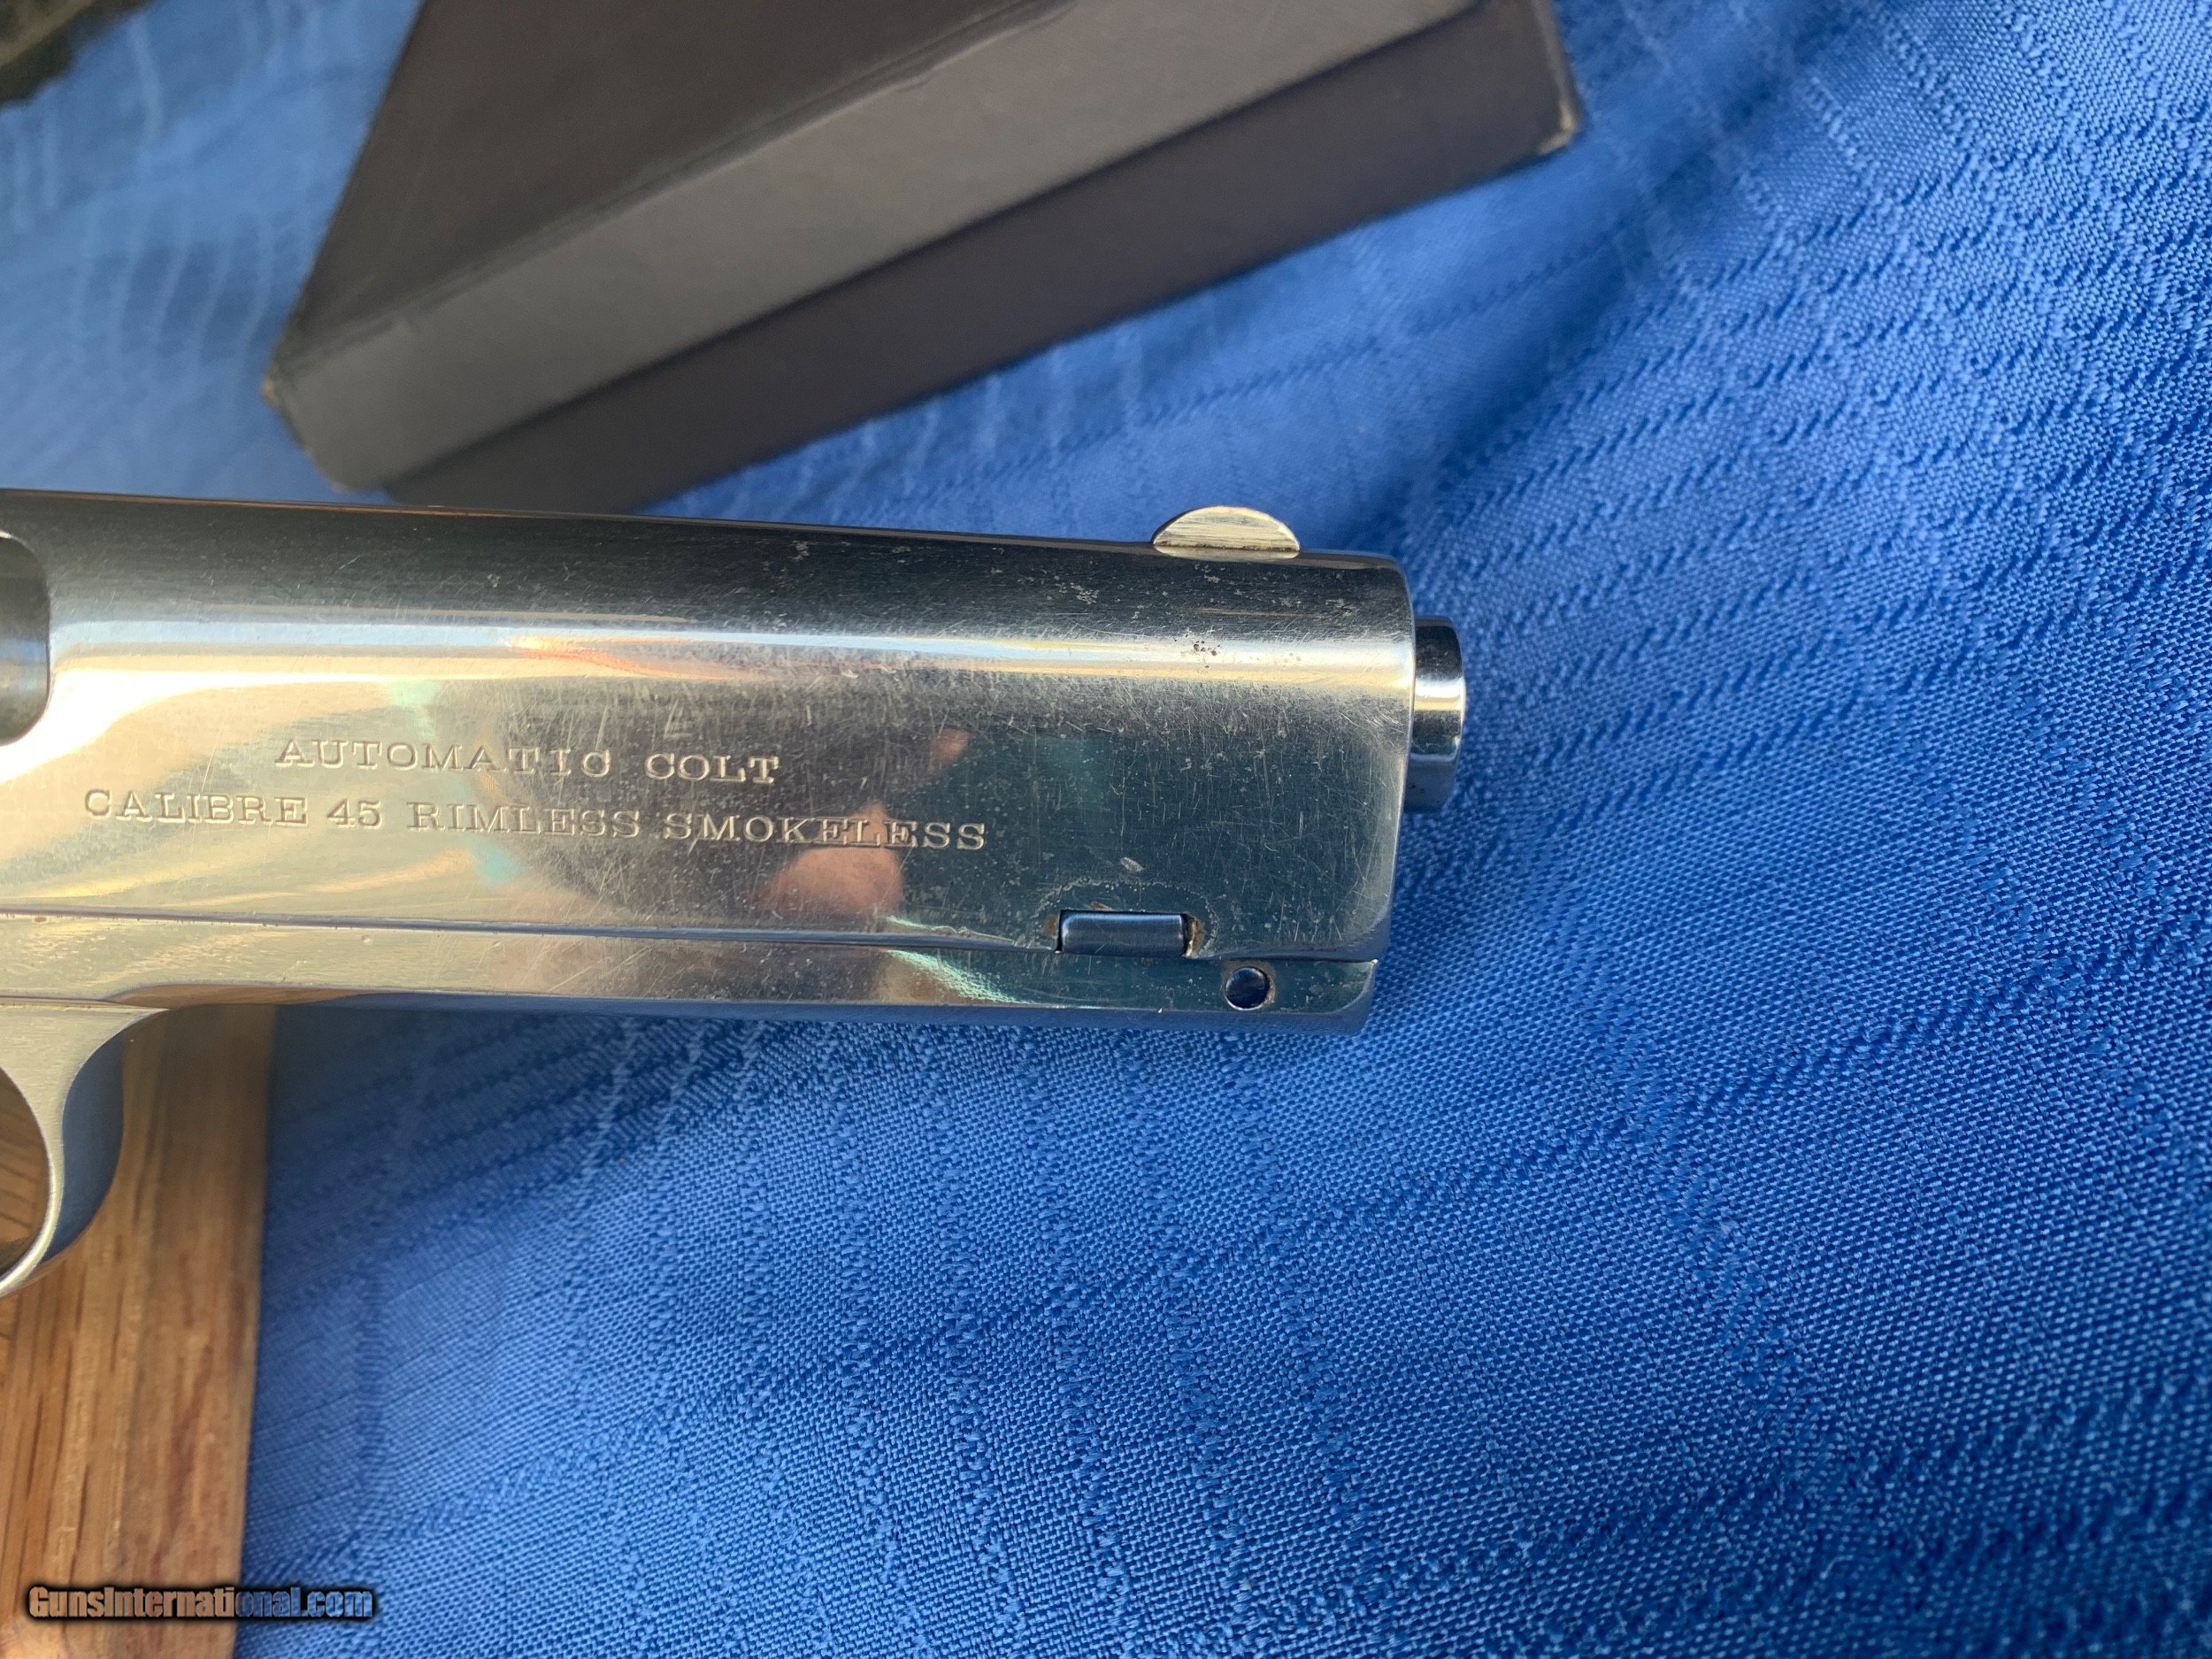 AUTOMATIC COLT
CALIBRE 45 RIMLESS SMOKELESS
GunsInternational.com